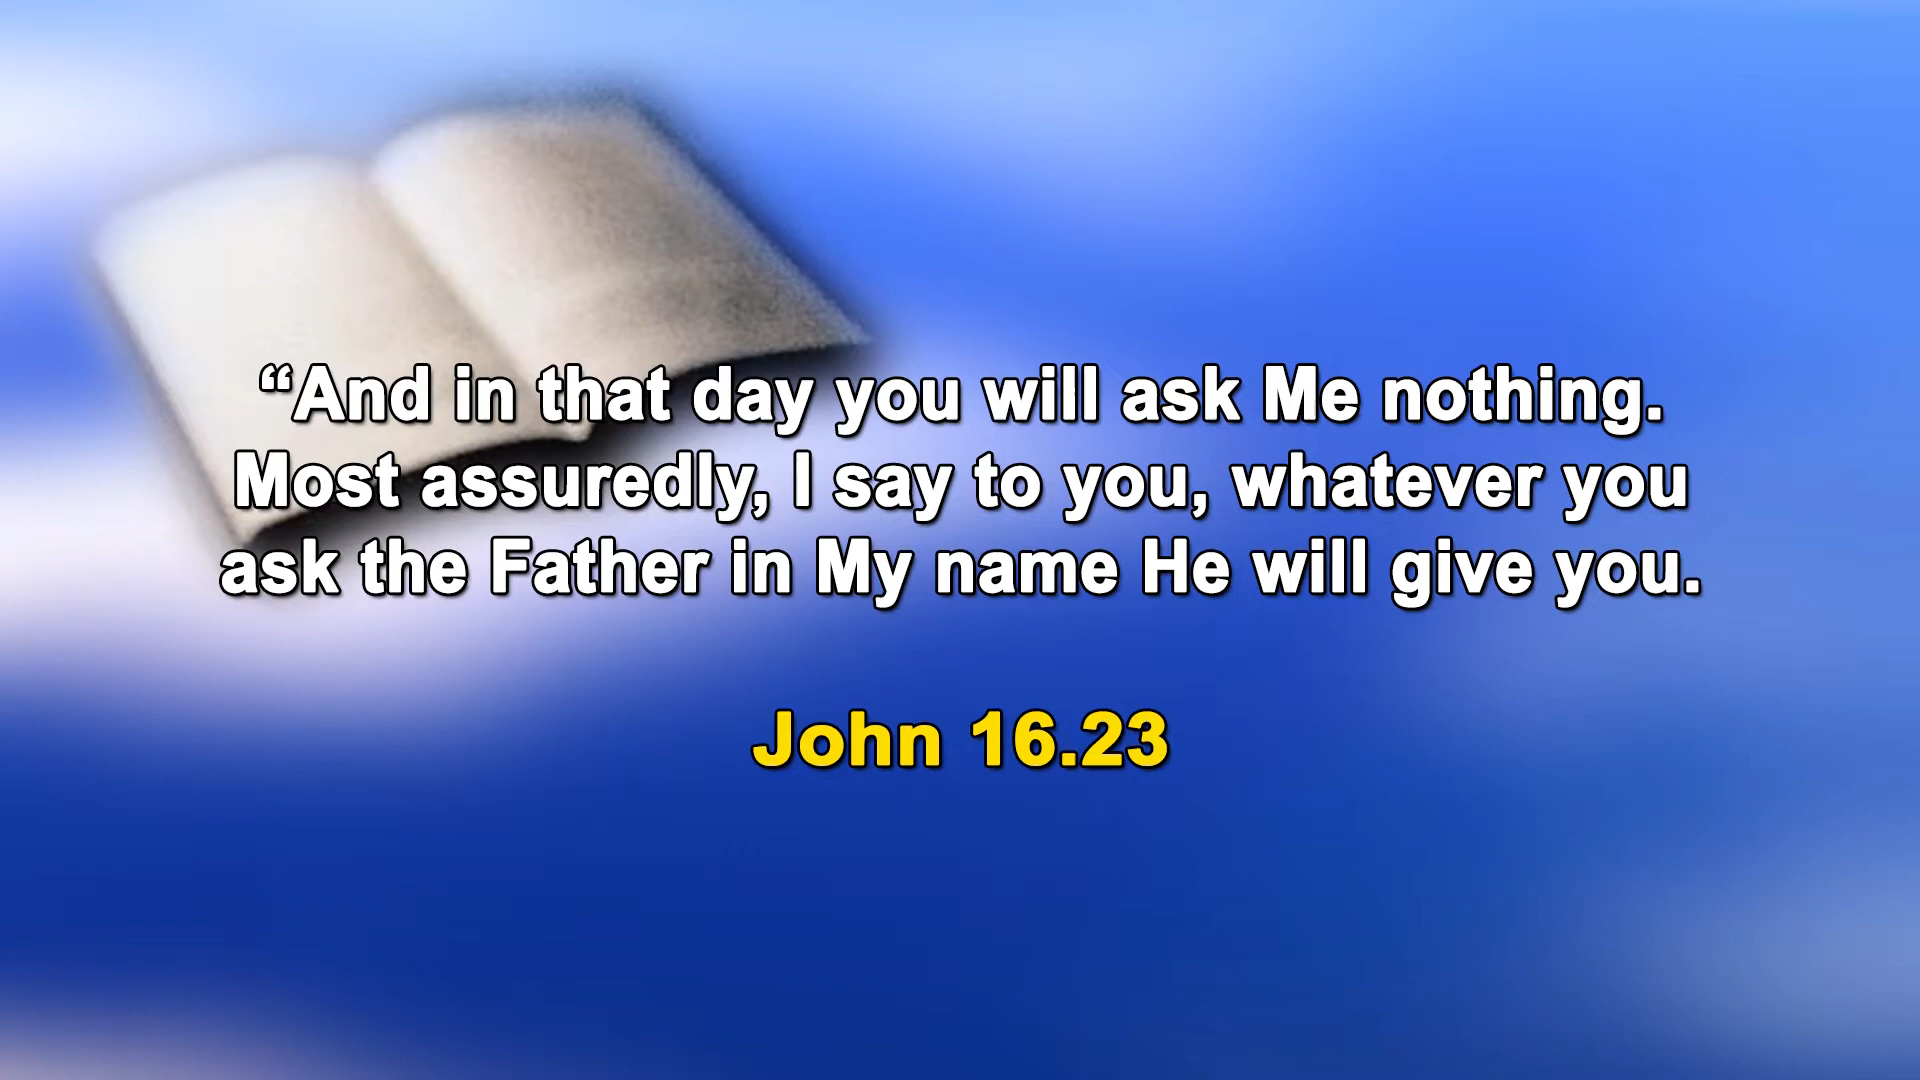 “And in that day you will ask Me nothing.
Most assuredly, I say to you, whatever you
ask the Father in My name He will give you.
John 16.23